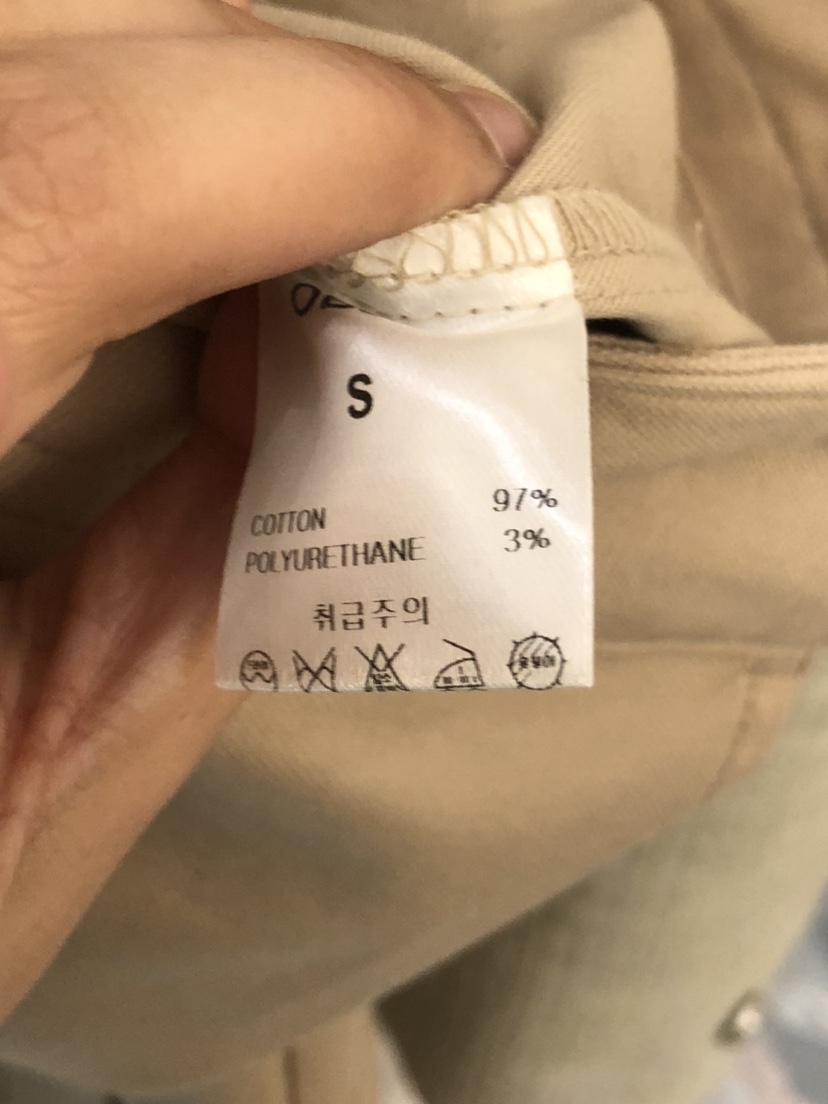 S
COTTON 97%
POLYURETHANE 3%
취급주의